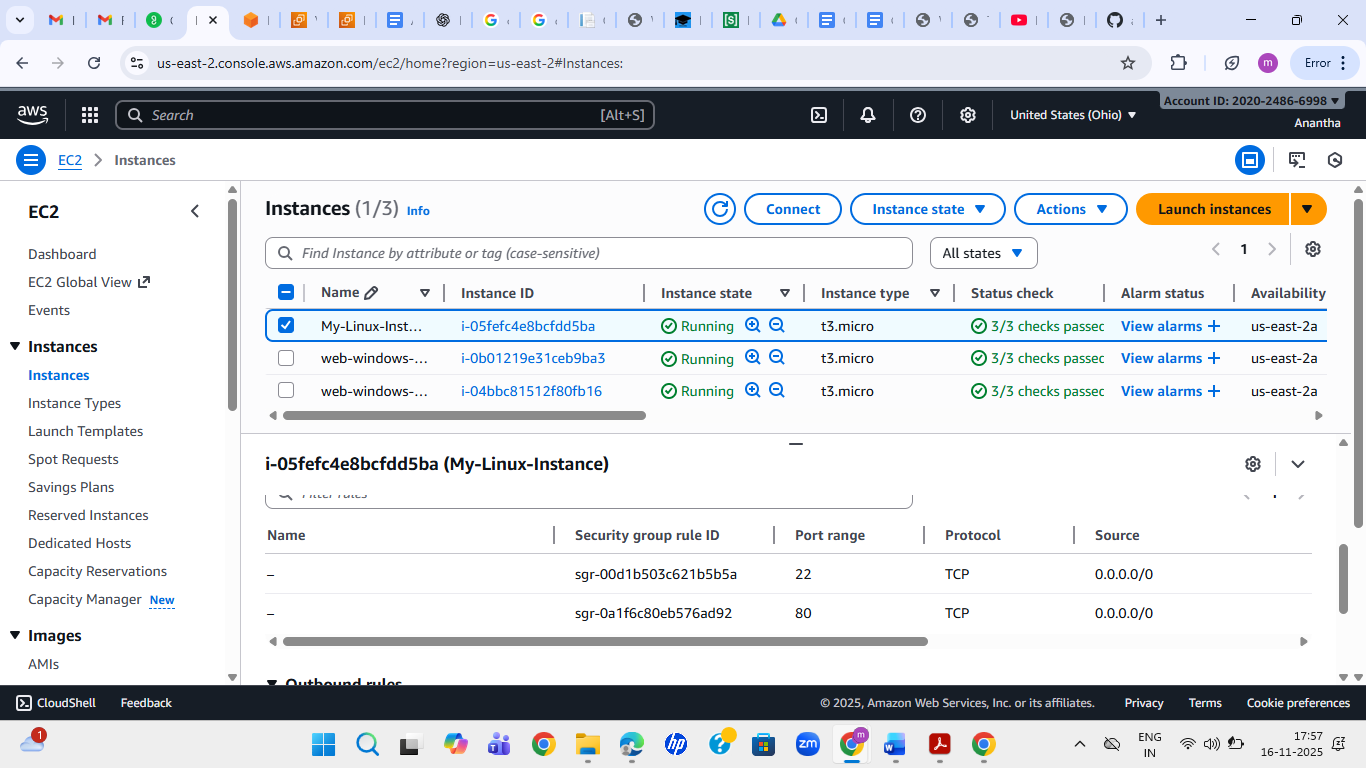 Error
us-east-2.console.aws.amazon.com/ec2/home?region=us-east-2#Instances:
m
aws
Search
[Alt+S]
United States (Ohio)
Account ID: 2020-2486-6998
Anantha
EC2
Instances
EC2
Dashboard
EC2 Global View
Events
Instances
Instances
Instance Types
Launch Templates
Spot Requests
Savings Plans
Reserved Instances
Dedicated Hosts
Capacity Reservations
Capacity Manager New
Images
AMIs
Instances (1/3) Info
Connect
Instance state
Actions
Launch instances
Find Instance by attribute or tag (case-sensitive)
All states
1
Name Instance ID Instance state Instance type Status check Alarm status Availability
My-Linux-Inst... i-05fefc4e8bcfdd5ba Running t3.micro 3/3 checks passed View alarms + us-east-2a
web-windows-... i-0b01219e31ceb9ba3 Running t3.micro 3/3 checks passed View alarms + us-east-2a
web-windows-... i-04bbc81512f80fb16 Running t3.micro 3/3 checks passed View alarms + us-east-2a
i-05fefc4e8bcfdd5ba (My-Linux-Instance)
Filter rules
Name Security group rule ID Port range Protocol Source
– sgr-00d1b503c621b5b5a 22 TCP 0.0.0.0/0
– sgr-0a1f6c80eb576ad92 80 TCP 0.0.0.0/0
Outbound rules
CloudShell Feedback © 2025, Amazon Web Services, Inc. or its affiliates. Privacy Terms Cookie preferences
1
ENG
IN
17:57
16-11-2025